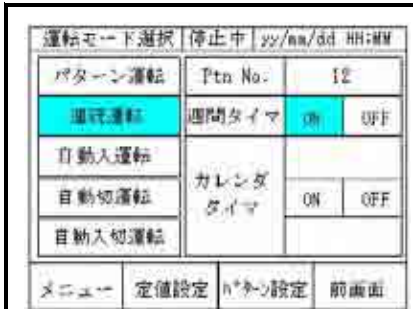 運転モード選択 停止中 yy/mm/dd HH:MM
パターン運転 Ptn No. 12
連続運転 週間タイマ ON OFF
自動入運転
カレンダ
タイマ
自動切運転 ON OFF
自動入切運転
メニュー 定値設定 パターン設定 前画面